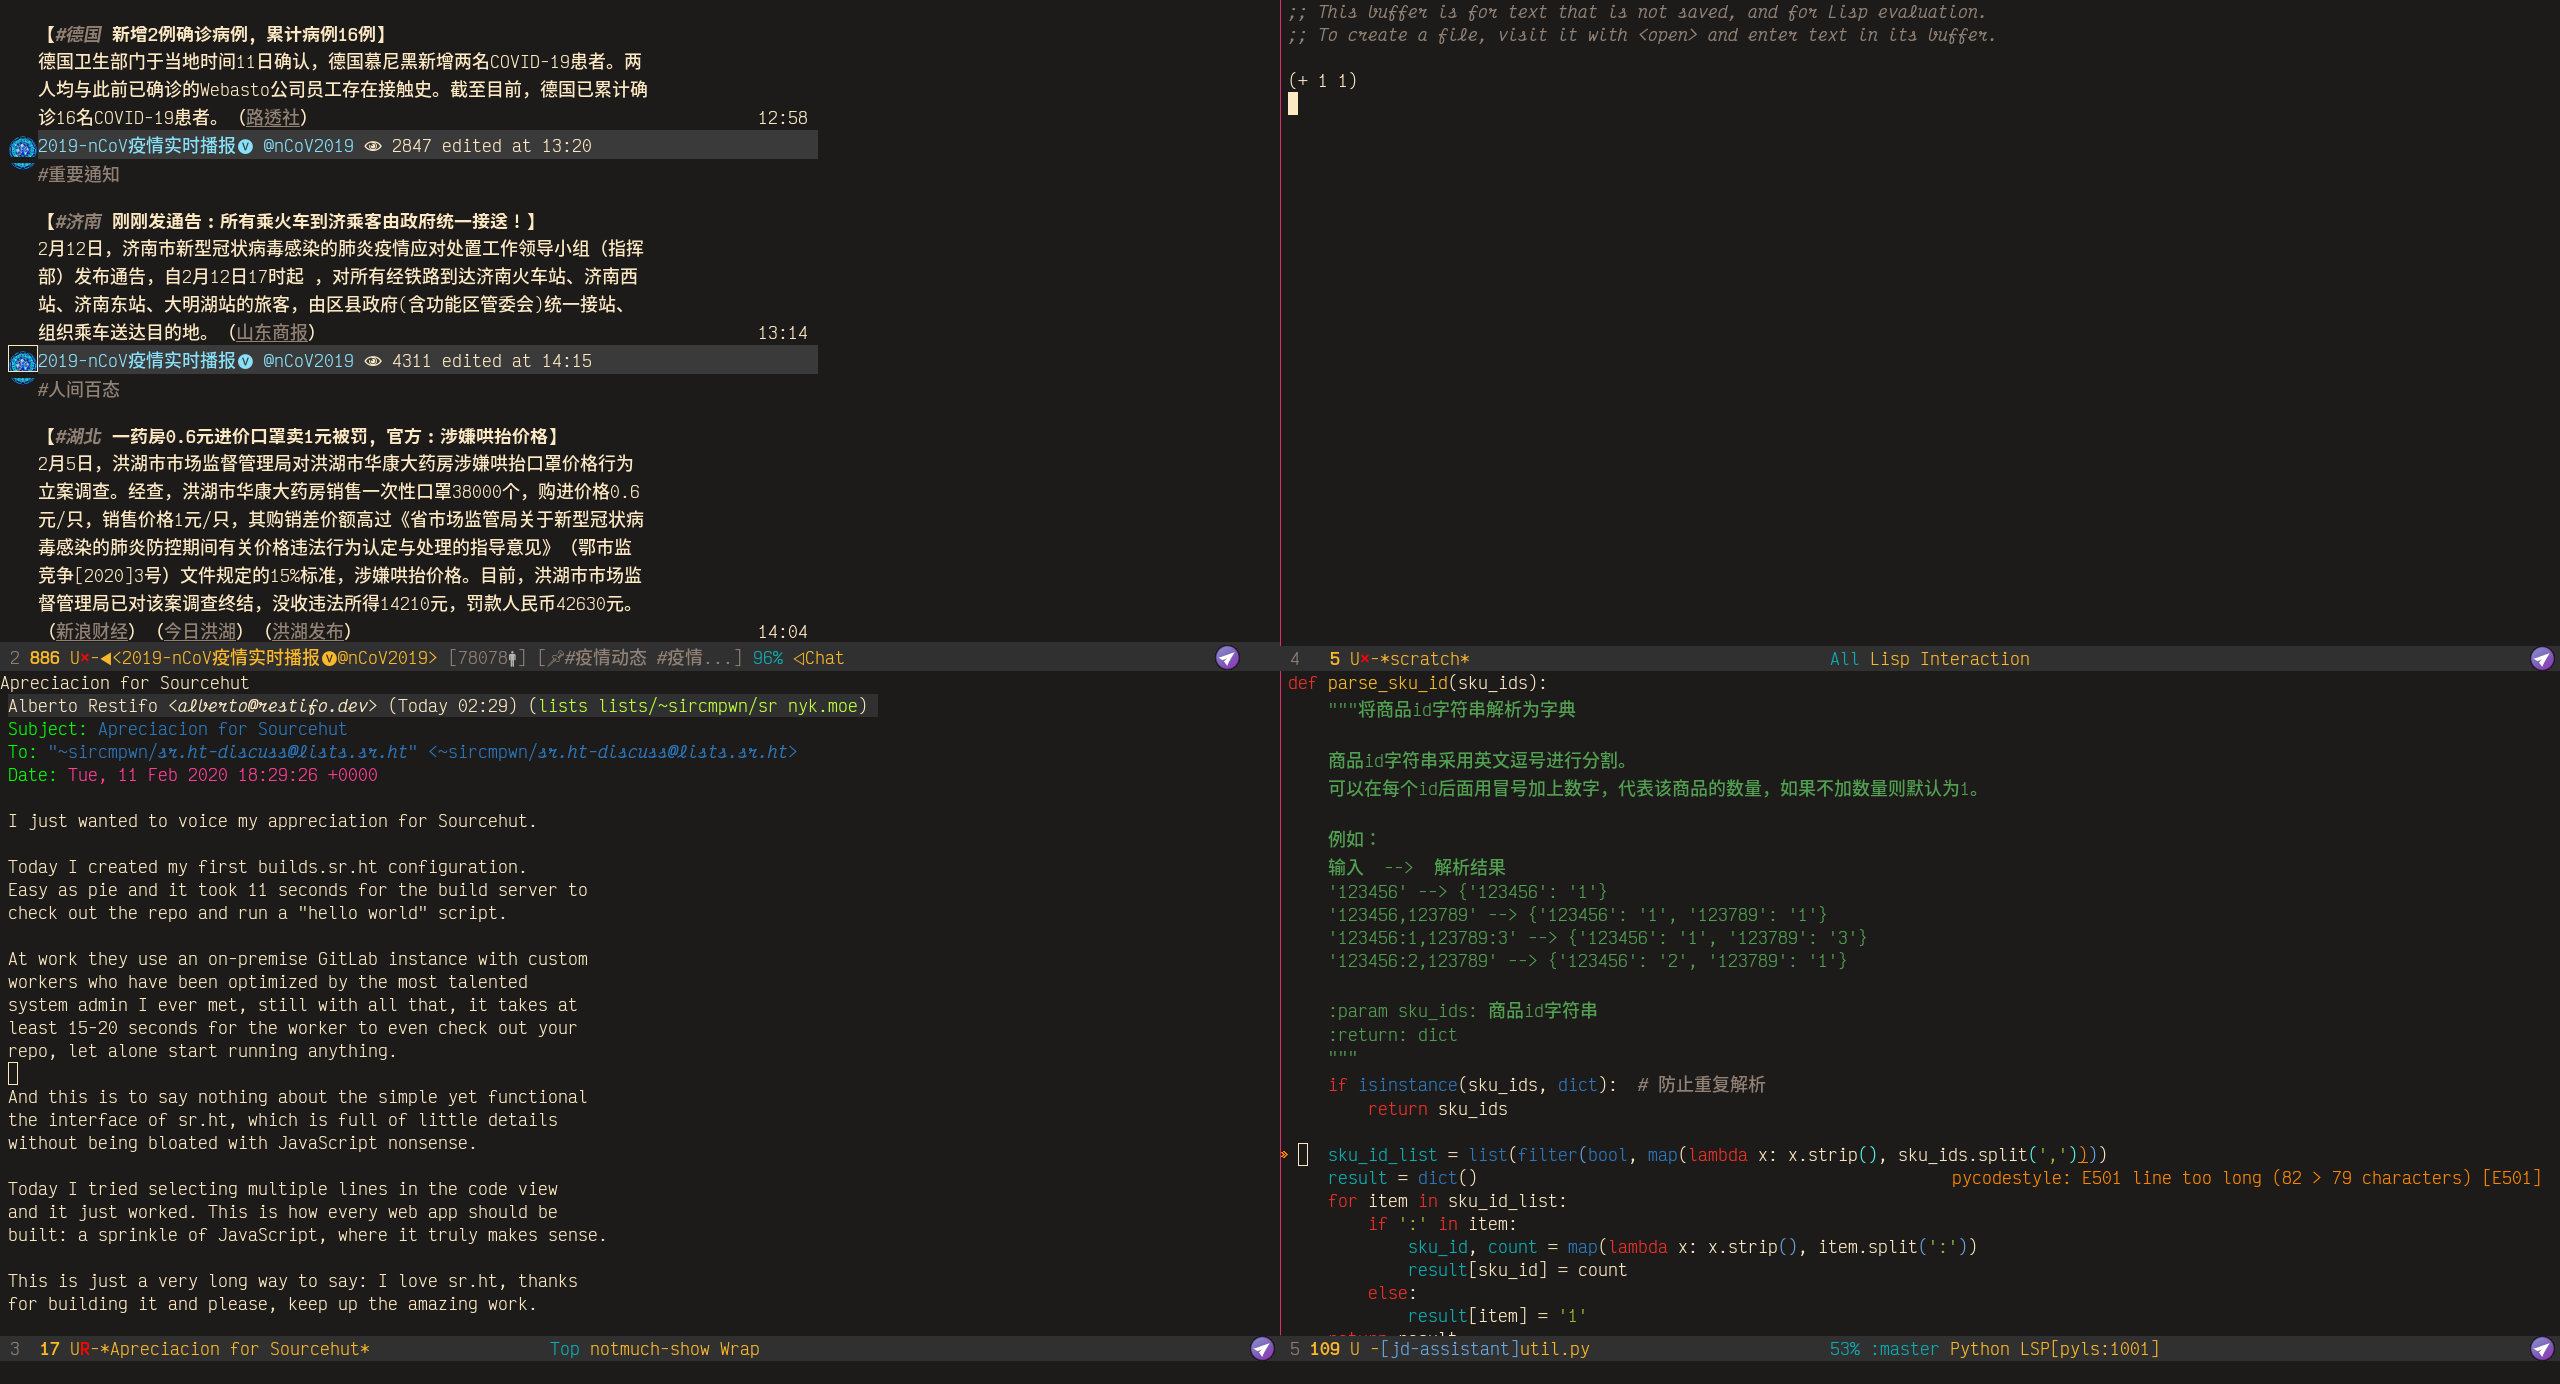 【#德国 新增2例确诊病例，累计病例16例】
德国卫生部门于当地时间11日确认，德国慕尼黑新增两名COVID-19患者。两
人均与此前已确诊的Webasto公司员工存在接触史。截至目前，德国已累计确
诊16名COVID-19患者。（路透社） 12:58
2019-nCoV疫情实时播报 @nCoV2019 2847 edited at 13:20
#重要通知
【#济南 刚刚发通告：所有乘火车到济乘客由政府统一接送！】
2月12日，济南市新型冠状病毒感染的肺炎疫情应对处置工作领导小组（指挥
部）发布通告，自2月12日17时起 ，对所有经铁路到达济南火车站、济南西
站、济南东站、大明湖站的旅客，由区县政府(含功能区管委会)统一接站、
组织乘车送达目的地。（山东商报） 13:14
2019-nCoV疫情实时播报 @nCoV2019 4311 edited at 14:15
#人间百态
【#湖北 一药房0.6元进价口罩卖1元被罚，官方：涉嫌哄抬价格】
2月5日，洪湖市市场监督管理局对洪湖市华康大药房涉嫌哄抬口罩价格行为
立案调查。经查，洪湖市华康大药房销售一次性口罩38000个，购进价格0.6
元/只，销售价格1元/只，其购销差价额高过《省市场监管局关于新型冠状病
毒感染的肺炎防控期间有关价格违法行为认定与处理的指导意见》（鄂市监
竞争[2020]3号）文件规定的15%标准，涉嫌哄抬价格。目前，洪湖市市场监
督管理局已对该案调查终结，没收违法所得14210元，罚款人民币42630元。
（新浪财经）（今日洪湖）（洪湖发布） 14:04
2 886 U×-◀<2019-nCoV疫情实时播报@nCoV2019> [78078] [#疫情动态 #疫情...] 96% ◁Chat
;; This buffer is for text that is not saved, and for Lisp evaluation.
;; To create a file, visit it with <open> and enter text in its buffer.
(+ 1 1)
4 5 U×-*scratch* All Lisp Interaction
Apreciacion for Sourcehut
Alberto Restifo <alberto@restifo.dev> (Today 02:29) (lists lists/~sircmpwn/sr nyk.moe)
Subject: Apreciacion for Sourcehut
To: "~sircmpwn/sr.ht-discuss@lists.sr.ht" <~sircmpwn/sr.ht-discuss@lists.sr.ht>
Date: Tue, 11 Feb 2020 18:29:26 +0000
I just wanted to voice my appreciation for Sourcehut.
Today I created my first builds.sr.ht configuration.
Easy as pie and it took 11 seconds for the build server to
check out the repo and run a "hello world" script.
At work they use an on-premise GitLab instance with custom
workers who have been optimized by the most talented
system admin I ever met, still with all that, it takes at
least 15-20 seconds for the worker to even check out your
repo, let alone start running anything.
And this is to say nothing about the simple yet functional
the interface of sr.ht, which is full of little details
without being bloated with JavaScript nonsense.
Today I tried selecting multiple lines in the code view
and it just worked. This is how every web app should be
built: a sprinkle of JavaScript, where it truly makes sense.
This is just a very long way to say: I love sr.ht, thanks
for building it and please, keep up the amazing work.
3 17 UR-*Apreciacion for Sourcehut* Top notmuch-show Wrap
def parse_sku_id(sku_ids):
"""将商品id字符串解析为字典
商品id字符串采用英文逗号进行分割。
可以在每个id后面用冒号加上数字，代表该商品的数量，如果不加数量则默认为1。
例如：
输入  -->  解析结果
'123456' --> {'123456': '1'}
'123456,123789' --> {'123456': '1', '123789': '1'}
'123456:1,123789:3' --> {'123456': '1', '123789': '3'}
'123456:2,123789' --> {'123456': '2', '123789': '1'}
:param sku_ids: 商品id字符串
:return: dict
"""
if isinstance(sku_ids, dict):  # 防止重复解析
return sku_ids
» sku_id_list = list(filter(bool, map(lambda x: x.strip(), sku_ids.split(','))))
result = dict() pycodestyle: E501 line too long (82 > 79 characters) [E501]
for item in sku_id_list:
if ':' in item:
sku_id, count = map(lambda x: x.strip(), item.split(':'))
result[sku_id] = count
else:
result[item] = '1'
return result
5 109 U -[jd-assistant]util.py 53% :master Python LSP[pyls:1001]